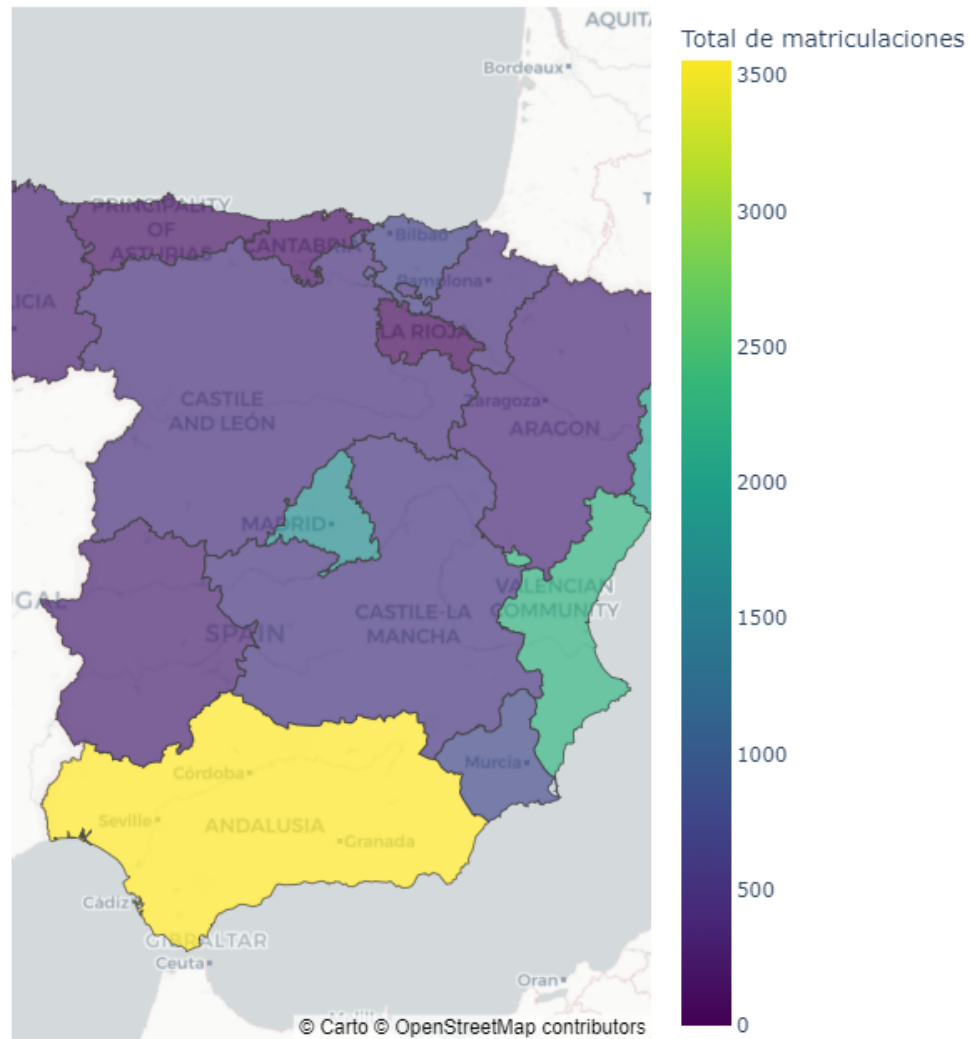 AQUITA
Total de matriculaciones
Bordeaux
3500
3000
2500
2000
1500
1000
500
0
PRINCIPALITY
OF
ASTURIAS
CANTABRIA
Bilbao
Pamplona
LICIA
LA RIOJA
CASTILE
AND LEÓN
Zaragoza
ARAGON
MADRID
VALENCIAN
COMMUNITY
UGAL
SPAIN
CASTILE-LA
MANCHA
Murcia
Córdoba
Seville
ANDALUSIA
Granada
Cádiz
GIBRALTAR
Ceuta
Oran
© Carto © OpenStreetMap contributors